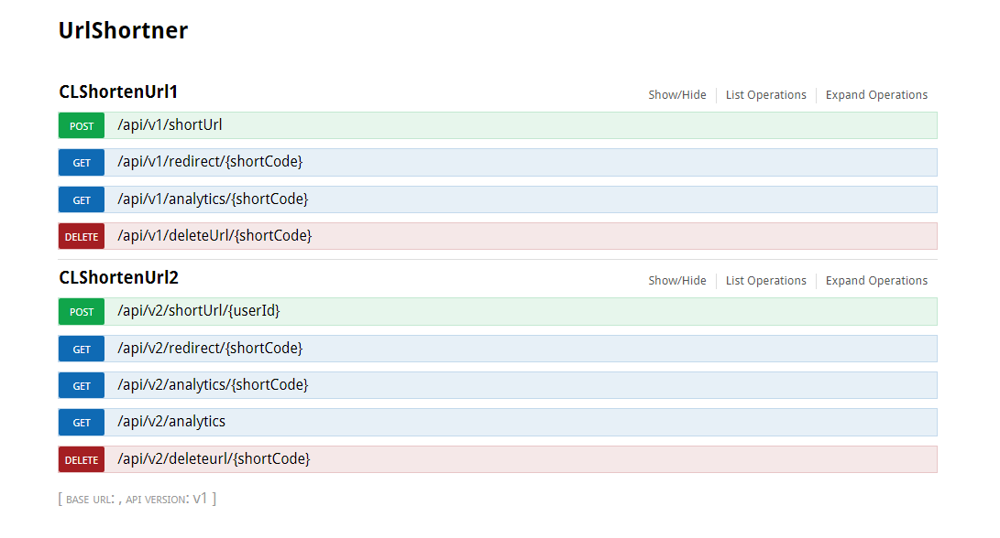 UrlShortner
CLShortenUrl1 Show/Hide List Operations Expand Operations
POST /api/v1/shortUrl
GET /api/v1/redirect/{shortCode}
GET /api/v1/analytics/{shortCode}
DELETE /api/v1/deleteUrl/{shortCode}
CLShortenUrl2 Show/Hide List Operations Expand Operations
POST /api/v2/shortUrl/{userId}
GET /api/v2/redirect/{shortCode}
GET /api/v2/analytics/{shortCode}
GET /api/v2/analytics
DELETE /api/v2/deleteurl/{shortCode}
[ BASE URL: , API VERSION: V1 ]